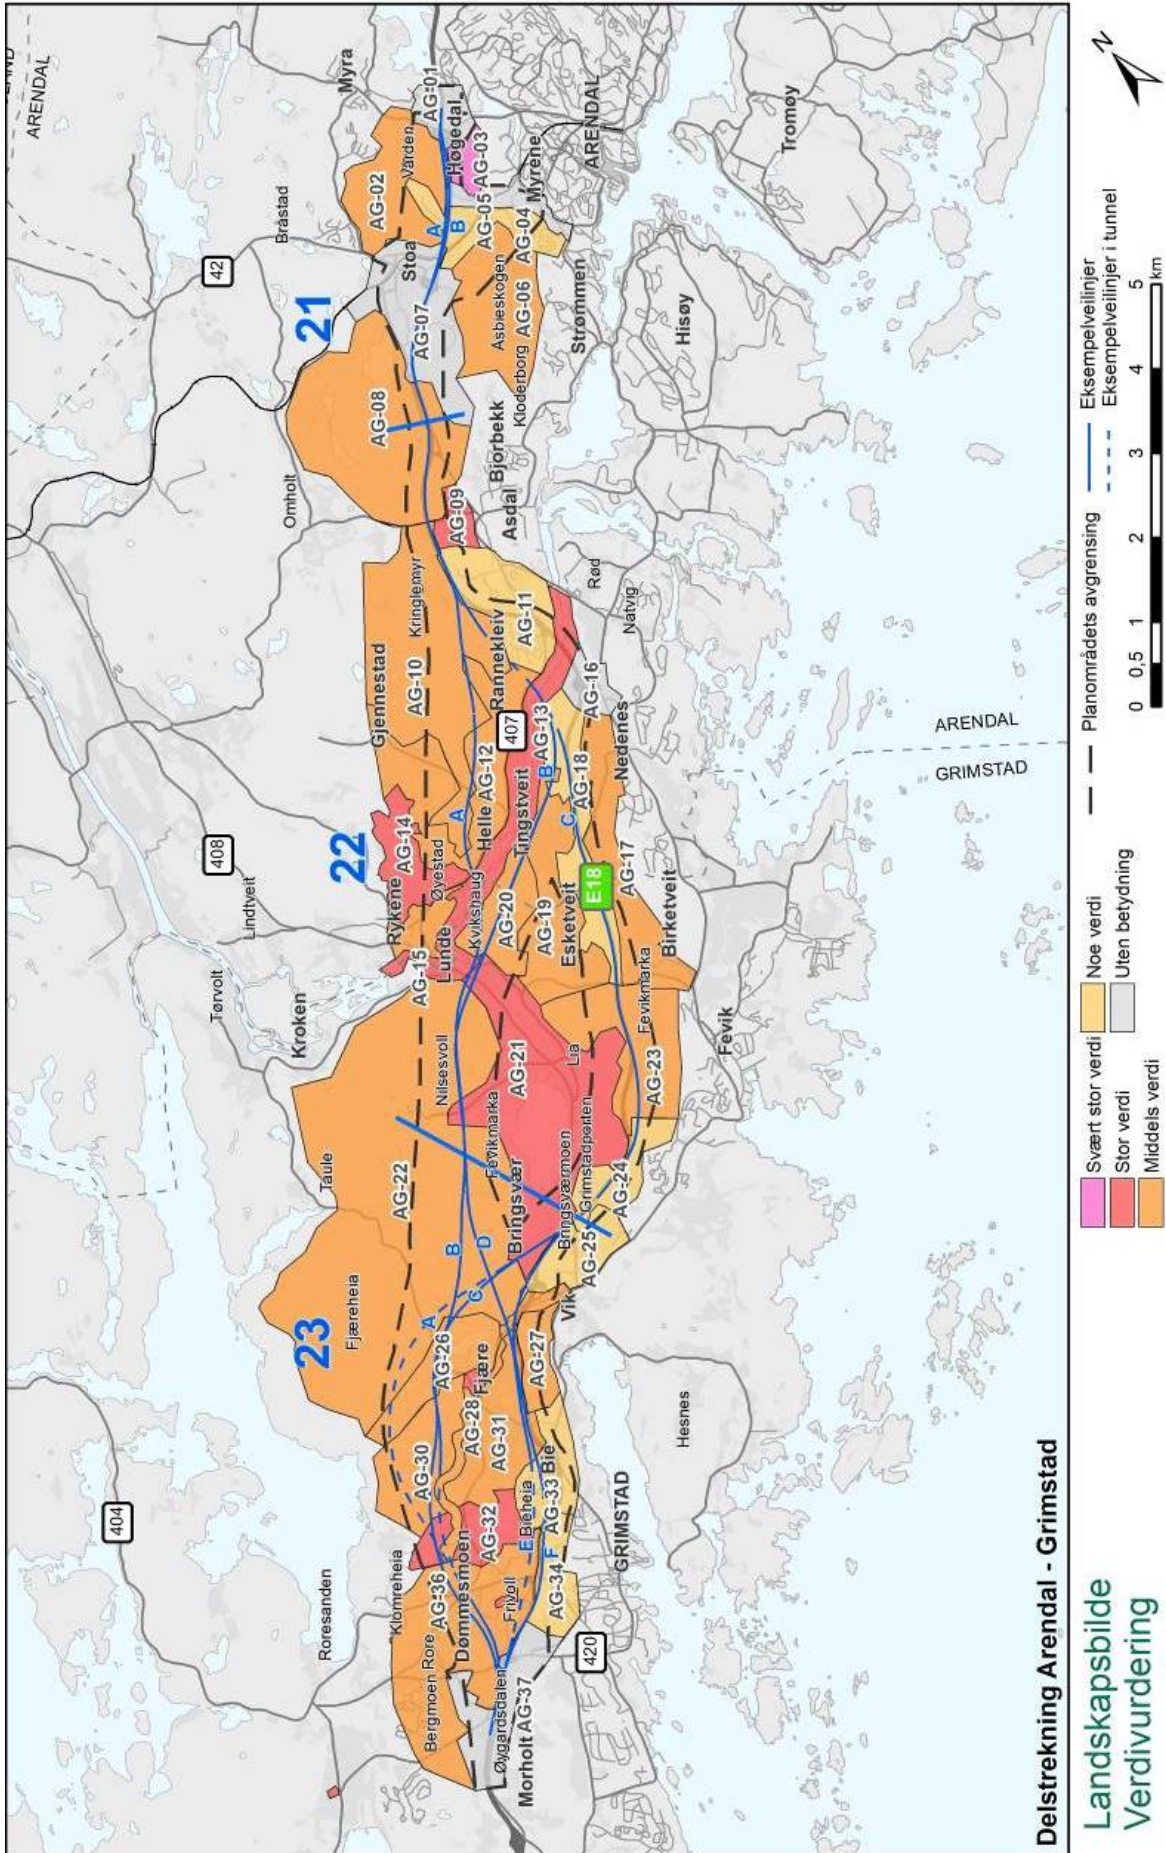 ARENDAL
Myra
Bråstad
42
AG-02
Varden
AG-01
Høgedal
AG-03
Myrene
ARENDAL
Tromøy
Stoa
A
B
AG-05
AG-04
Asbieskogen
AG-06
Kloderborg
Strømmen
Hisøy
21
AG-07
AG-08
Omholt
AG-09
Bjorbekk
Asdal
Kringlemyr
Gjennestad
AG-10
Rannekleiv
AG-11
Rød
Natvig
408
Lindtveit
22
AG-14
Rykene
Øyestad
A
Helle
AG-12
407
AG-13
B
Tingstveit
AG-16
Nedenes
AG-18
C
E18
AG-17
Birketveit
ARENDAL
GRIMSTAD
Tørvolt
Kroken
AG-15
Lunde
Kvikshaug
AG-20
AG-19
Esketveit
Fevikmarka
Fevik
Nilsesvoll
AG-21
Lia
AG-23
Taule
AG-22
Fevikmarka
Bringsvær
Bringsværmoen
Grimstadporten
AG-24
AG-25
Vik
23
Fjæreheia
B
D
C
A
AG-26
Fjære
AG-27
Hesnes
AG-28
AG-30
AG-31
Bie
AG-32
Bieheia
AG-33
E
F
GRIMSTAD
404
Roresanden
Klomreheia
AG-36
Dømmesmoen
Frivoll
AG-34
420
Bergmoen Rore
Øygardsdalen
Morholt AG-37
N
Delstrekning Arendal - Grimstad
Landskapsbilde
Verdivurdering
Svært stor verdi
Stor verdi
Middels verdi
Noe verdi
Uten betydning
Planområdets avgrensing
Eksempelveilinjer
Eksempelveilinjer i tunnel
0 0,5 1 2 3 4 5
km